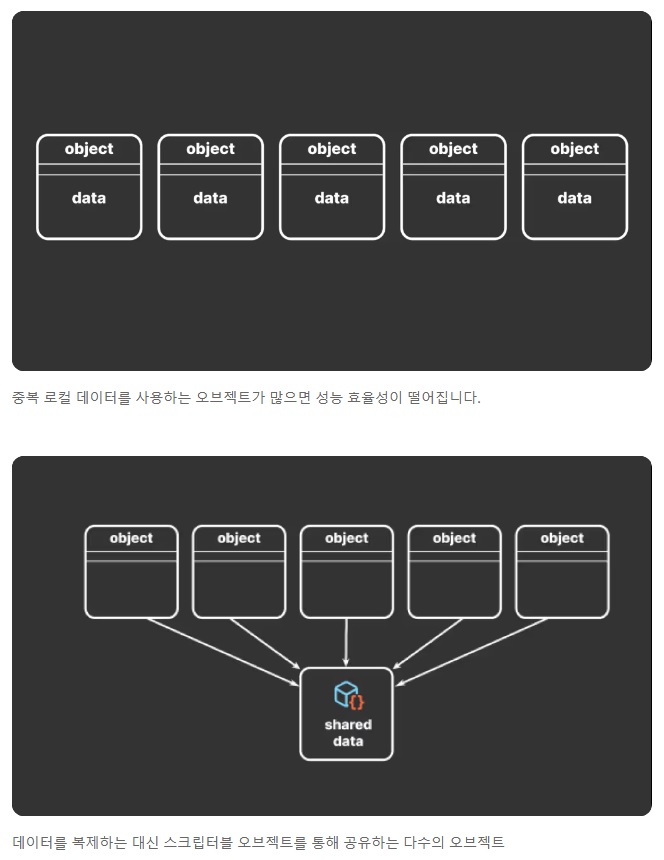 object object object object object
data data data data data
중복 로컬 데이터를 사용하는 오브젝트가 많으면 성능 효율성이 떨어집니다.
object object object object object
{}
shared
data
데이터를 복제하는 대신 스크립터블 오브젝트를 통해 공유하는 다수의 오브젝트